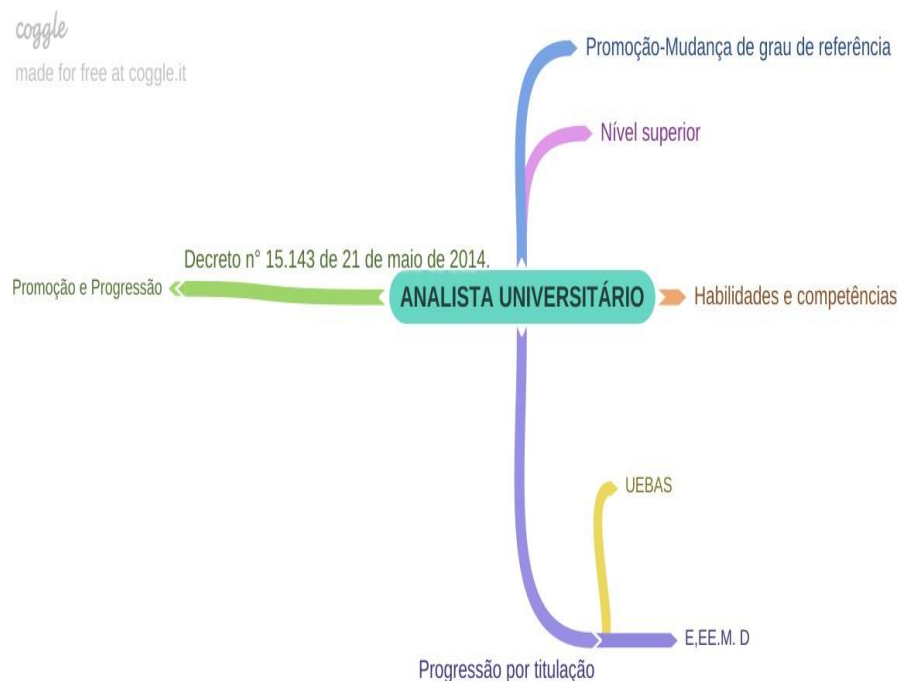 coggle
made for free at coggle.it
Promoção-Mudança de grau de referência
Nível superior
Decreto n° 15.143 de 21 de maio de 2014.
Promoção e Progressão
ANALISTA UNIVERSITÁRIO
Habilidades e competências
UEBAS
E,EE.M. D
Progressão por titulação